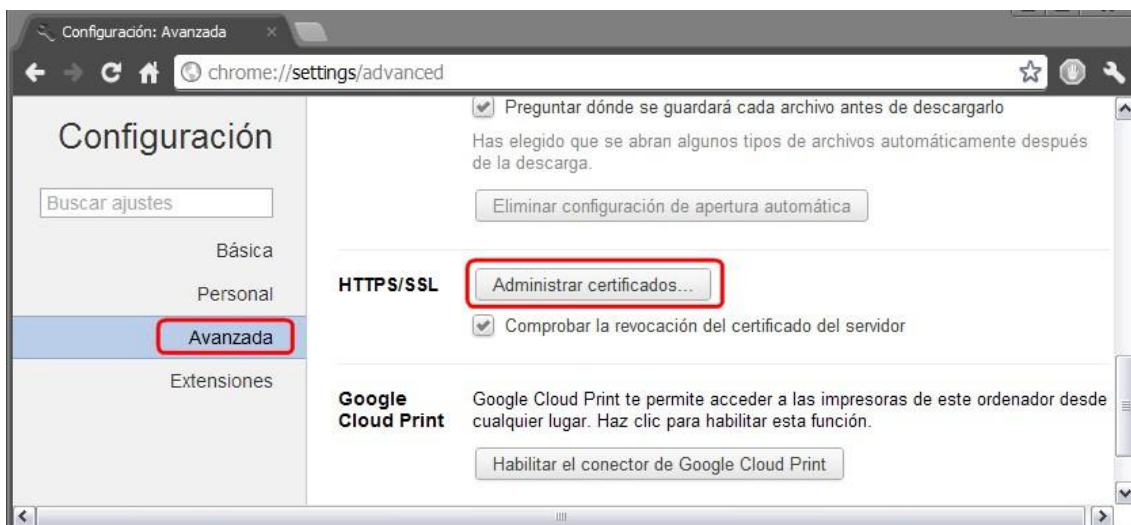 Configuración: Avanzada
chrome://settings/advanced
Configuración
Buscar ajustes
Básica
Personal
Avanzada
Extensiones
Preguntar dónde se guardará cada archivo antes de descargarlo
Has elegido que se abran algunos tipos de archivos automáticamente después
de la descarga.
Eliminar configuración de apertura automática
HTTPS/SSL
Administrar certificados...
Comprobar la revocación del certificado del servidor
Google
Cloud Print
Google Cloud Print te permite acceder a las impresoras de este ordenador desde
cualquier lugar. Haz clic para habilitar esta función.
Habilitar el conector de Google Cloud Print